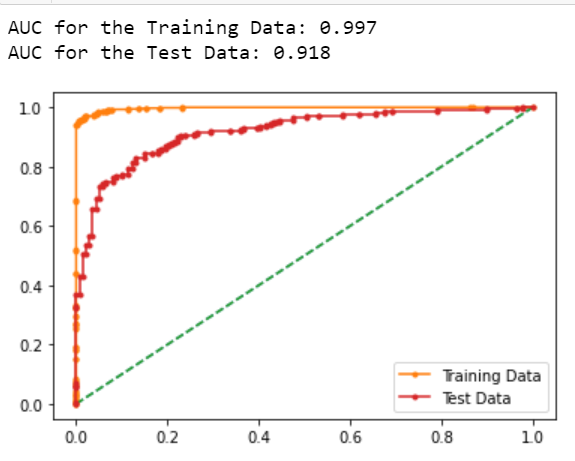 AUC for the Training Data: 0.997
AUC for the Test Data: 0.918
1.0
0.8
0.6
0.4
0.2
0.0
Training Data
Test Data
0.0 0.2 0.4 0.6 0.8 1.0